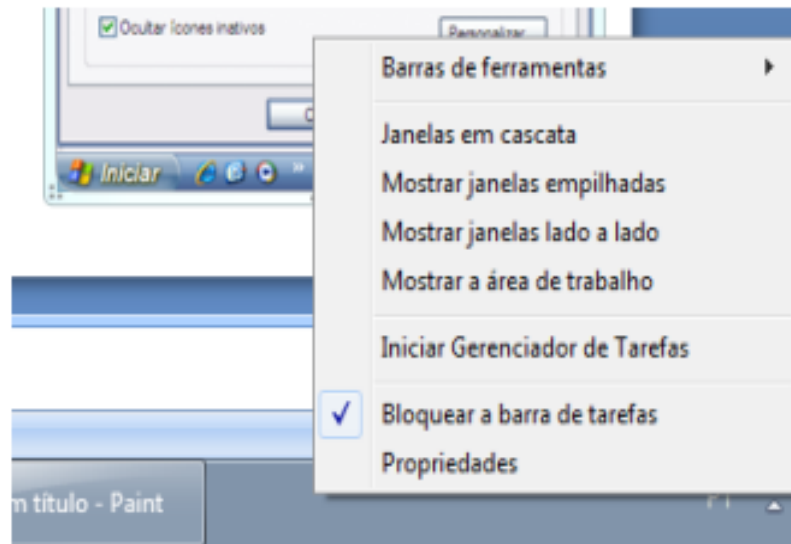 Ocultar ícones inativos
Personalizar...
Barras de ferramentas
Janelas em cascata
Mostrar janelas empilhadas
Iniciar
Mostrar janelas lado a lado
Mostrar a área de trabalho
Iniciar Gerenciador de Tarefas
Bloquear a barra de tarefas
Propriedades
título - Paint